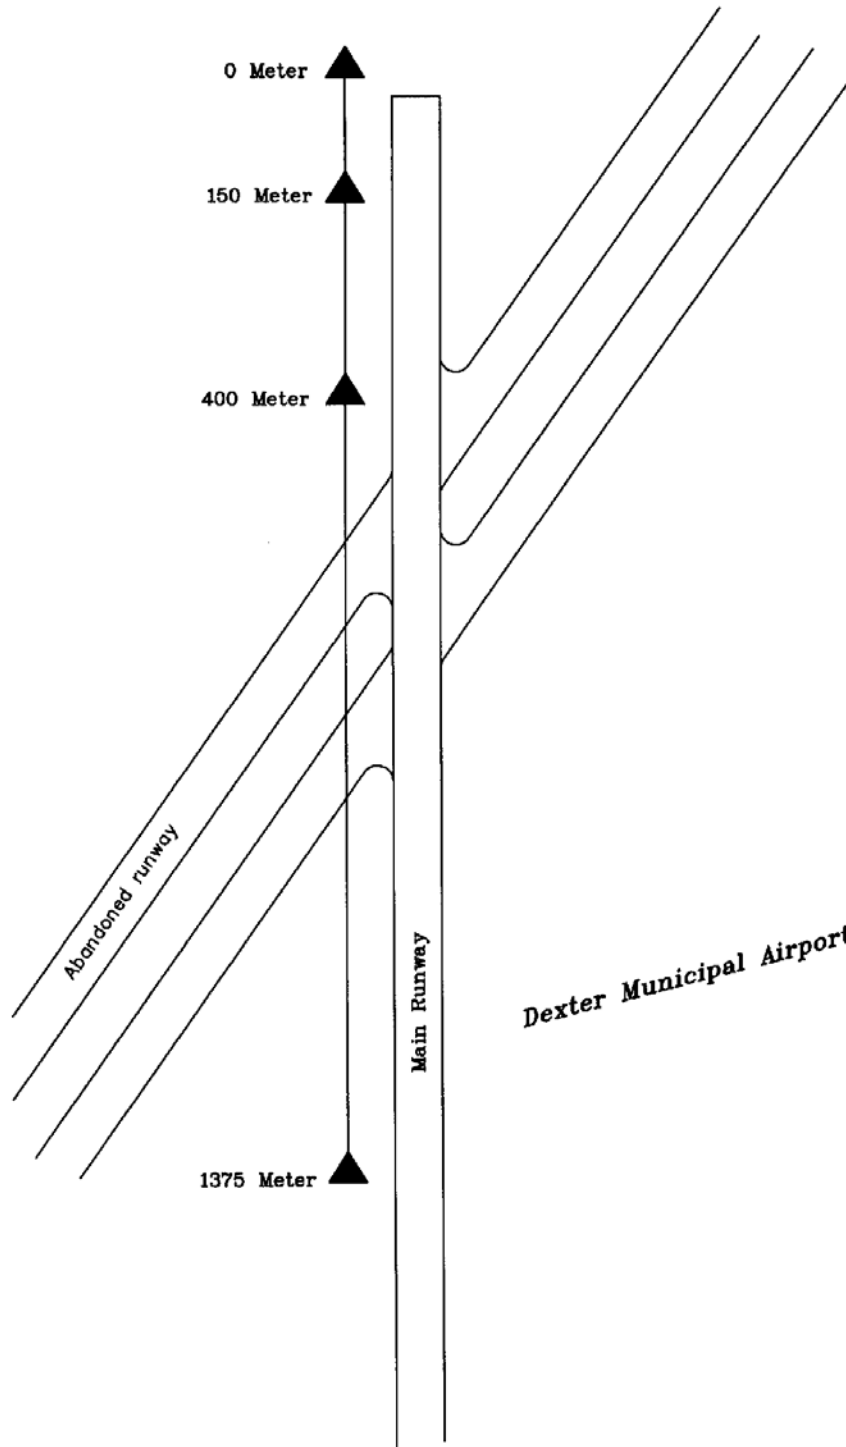 0 Meter
150 Meter
400 Meter
Abandoned runway
Main Runway
Dexter Municipal Airport
1375 Meter